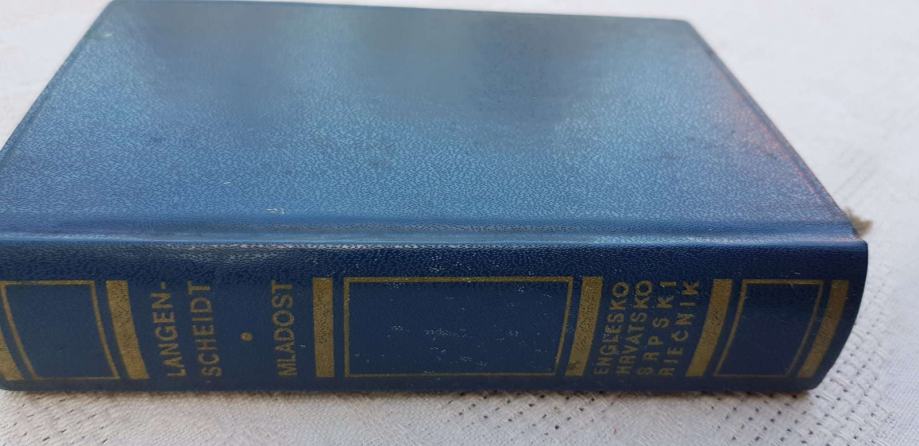 LANGEN-
SCHEIDT
•
MLADOST
ENGLESKO
HRVATSKO
SRPSKI
RJEČNIK